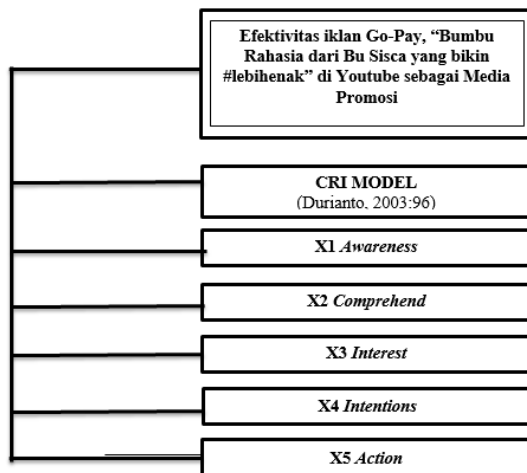 Efektivitas iklan Go-Pay, “Bumbu
Rahasia dari Bu Sisca yang bikin
#lebihenak” di Youtube sebagai Media
Promosi
CRI MODEL
(Durianto, 2003:96)
X1 Awareness
X2 Comprehend
X3 Interest
X4 Intentions
X5 Action